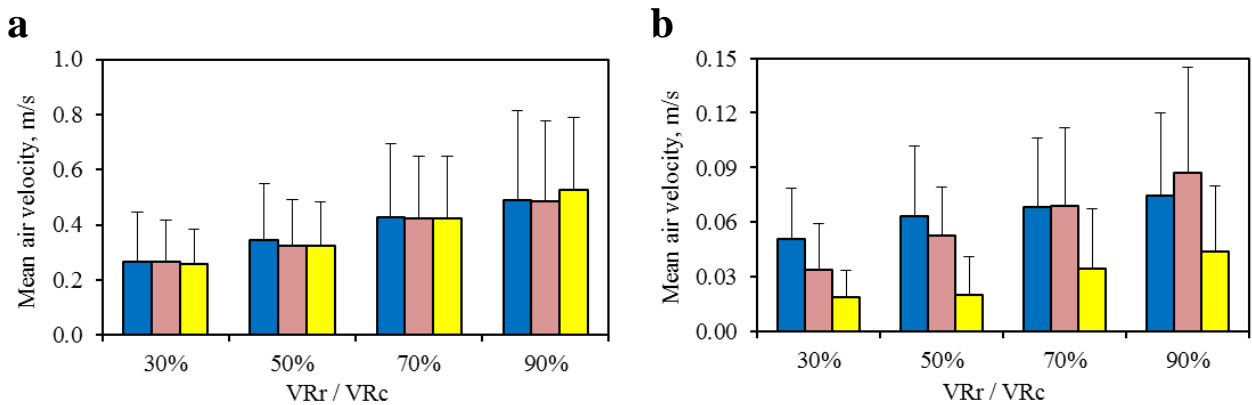 a
Mean air velocity, m/s
1.0
0.8
0.6
0.4
0.2
0.0
30% 50% 70% 90%
VRr / VRc
b
Mean air velocity, m/s
0.15
0.12
0.09
0.06
0.03
0.00
30% 50% 70% 90%
VRr / VRc